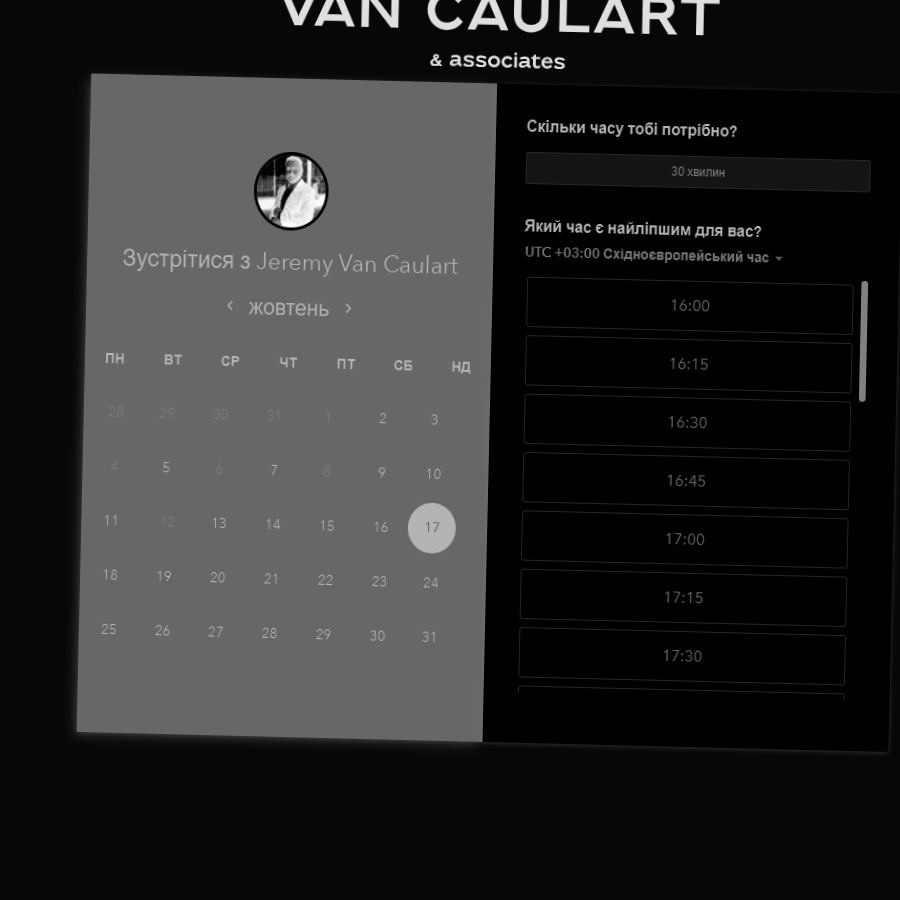 VAN CAULART
& associates
Зустрітися з Jeremy Van Caulart
жовтень
ПН ВТ СР ЧТ ПТ СБ НД
28 29 30 31 1 2 3
4 5 6 7 8 9 10
11 12 13 14 15 16 17
18 19 20 21 22 23 24
25 26 27 28 29 30 31
Скільки часу тобі потрібно?
30 хвилин
Який час є найліпшим для вас?
UTC +03:00 Східноєвропейський час
16:00
16:15
16:30
16:45
17:00
17:15
17:30